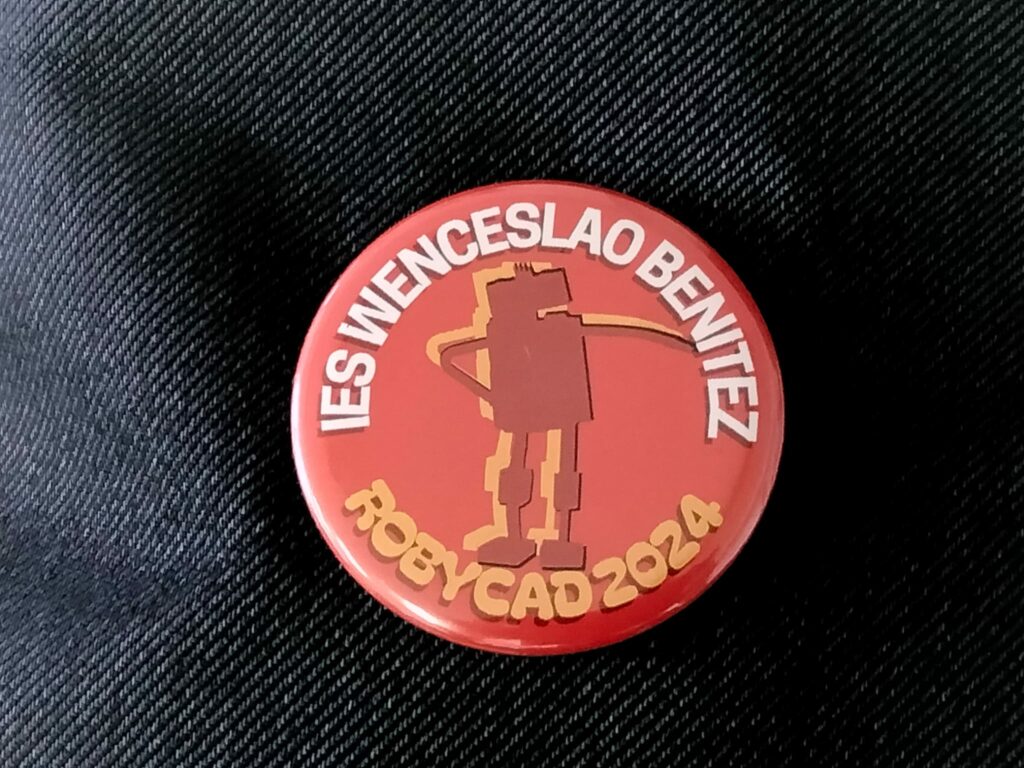 IES WENCESLAO BENITEZ
ROBYCAD 2024